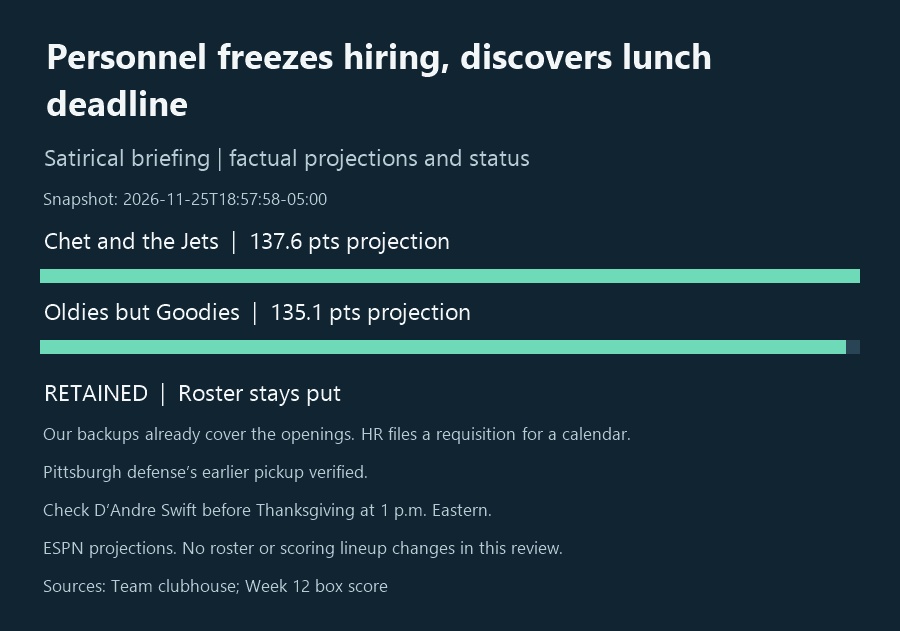 Personnel freezes hiring, discovers lunch
deadline
Satirical briefing | factual projections and status
Snapshot: 2026-11-25T18:57:58-05:00
Chet and the Jets | 137.6 pts projection
Oldies but Goodies | 135.1 pts projection
RETAINED | Roster stays put
Our backups already cover the openings. HR files a requisition for a calendar.
Pittsburgh defense’s earlier pickup verified.
Check D’Andre Swift before Thanksgiving at 1 p.m. Eastern.
ESPN projections. No roster or scoring lineup changes in this review.
Sources: Team clubhouse; Week 12 box score